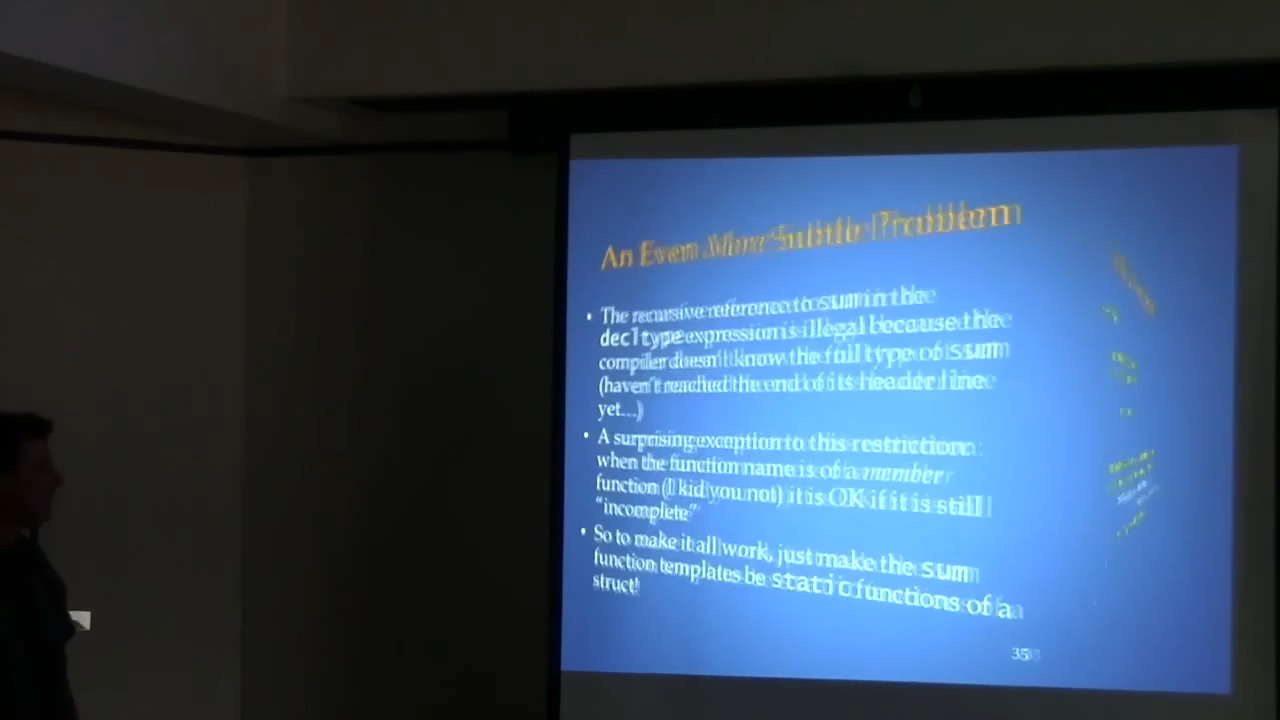 An Even More Subtle Problem
• The recursive reference to sum in the
decltype expression is illegal because the
compiler doesn't know the full type of sum
(haven't reached the end of its header line
yet…)
• A surprising exception to this restriction:
when the function name is of a member
function (I kid you not) it is OK if it is still
"incomplete"
• So to make it all work, just make the sum
function templates be static functions of a
struct!
35